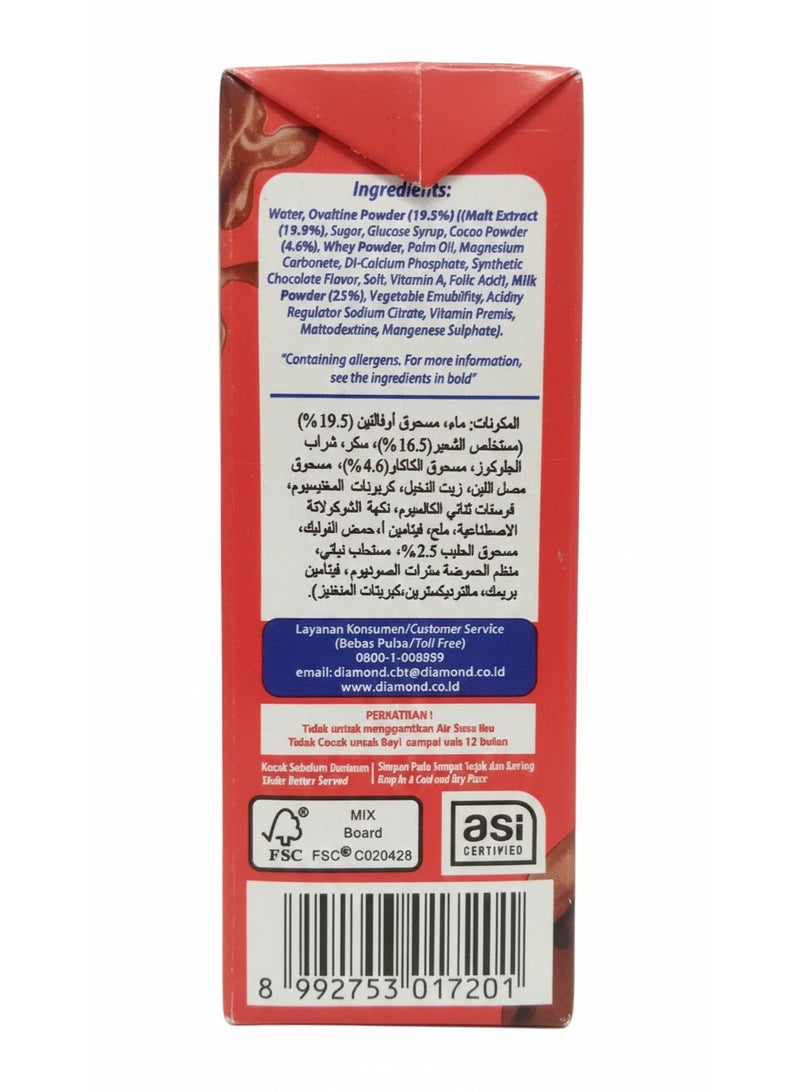 Ingredients:
Water, Ovaltine Powder (19.5%) ((Malt Extract
(19.9%), Sugar, Glucose Syrup, Cocoo Powder
(4.6%), Whey Powder, Palm Oil, Magnesium
Carbonete, DI-Calcium Phosphate, Synthetic
Chocolate Flavor, Solt, Vitamin A, Folic Acid), Milk
Powder (25%), Vegetable Emubility, Acidity
Regulator Sodium Citrate, Vitamin Premis,
Mattodextine, Mangenese Sulphate).
"Containing allergens. For more information,
see the ingredients in bold"
المكونات: ماء، مسحوق أوفالتين (19.5%)
(مستخلص الشعير(16.5%)، سكر، شراب
الجلوكوز، مسحوق الكاكاو(4.6%)، مسحوق
مصل اللبن، زيت النخيل، كربونات المغنيسيوم،
فوسفات ثنائي الكالسيوم، نكهة الشوكولاتة
الاصطناعية، ملح، فيتامين أ، حمض الفوليك،
مسحوق الحليب 2.5%، مستحلب نباتي،
منظم الحموضة سترات الصوديوم، فيتامين
بريمك، مالتوديكسترين،كبريتات المنغنيز).
Layanan Konsumen/Customer Service
(Bebas Pulsa/Toll Free)
0800-1-008899
email: diamond.cbt@diamond.co.id
www.diamond.co.id
PERHATIAN !
Tidak untuk menggantikan Air Susu Ibu
Tidak Cocok untuk Bayi sampai usia 12 bulan
Kocok Sebelum Diminum
Better Served
Simpan Pada Tempat Sejuk dan Kering
Keep In A Cool and Dry Place
FSC
MIX
Board
FSC® C020428
asi
CERTIFIED
8 992753 017201